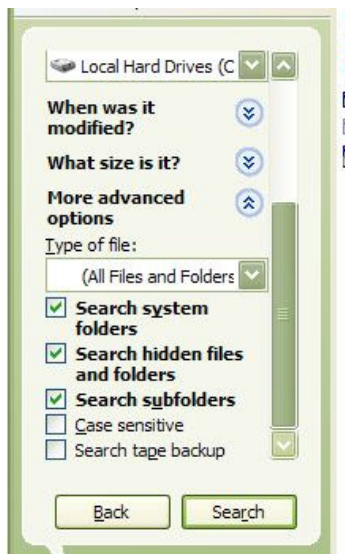 Local Hard Drives (C
When was it
modified?
What size is it?
More advanced
options
Type of file:
(All Files and Folders
Search system
folders
Search hidden files
and folders
Search subfolders
Case sensitive
Search tape backup
Back
Search